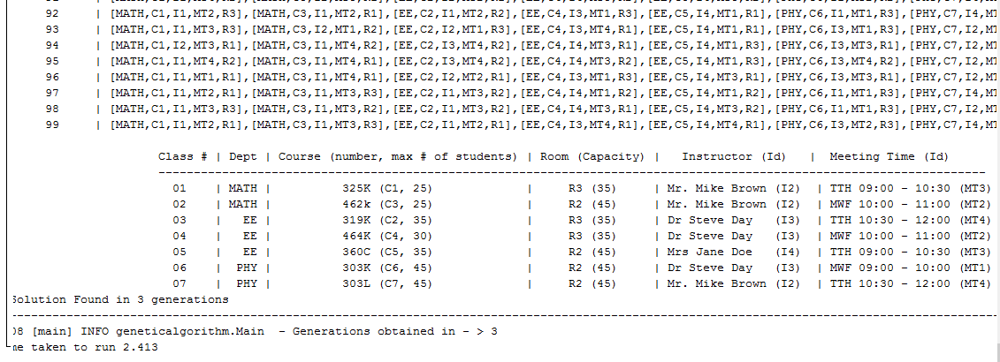 92 | [MATH,C1,I1,MT2,R3],[MATH,C3,I1,MT2,R1],[EE,C2,I1,MT4,R2],[EE,C4,I3,MT1,R3],[EE,C5,I4,MT1,R1],[PHY,C6,I1,MT1,R3],[PHY,C7,I4,MT
93 | [MATH,C1,I1,MT3,R3],[MATH,C3,I2,MT4,R2],[EE,C2,I2,MT1,R3],[EE,C4,I3,MT4,R1],[EE,C5,I4,MT1,R1],[PHY,C6,I3,MT1,R1],[PHY,C7,I2,MT
94 | [MATH,C1,I2,MT3,R1],[MATH,C3,I1,MT4,R2],[EE,C2,I3,MT4,R2],[EE,C4,I4,MT3,R1],[EE,C5,I4,MT1,R1],[PHY,C6,I3,MT3,R1],[PHY,C7,I1,MT
95 | [MATH,C1,I1,MT4,R2],[MATH,C3,I1,MT4,R1],[EE,C2,I3,MT4,R2],[EE,C4,I4,MT3,R2],[EE,C5,I4,MT1,R3],[PHY,C6,I3,MT4,R2],[PHY,C7,I2,MT
96 | [MATH,C1,I1,MT3,R1],[MATH,C3,I1,MT4,R1],[EE,C2,I2,MT2,R1],[EE,C4,I3,MT1,R3],[EE,C5,I4,MT1,R2],[PHY,C6,I3,MT1,R1],[PHY,C7,I2,MT
97 | [MATH,C1,I1,MT2,R1],[MATH,C3,I1,MT3,R3],[EE,C2,I1,MT3,R2],[EE,C4,I3,MT1,R2],[EE,C5,I4,MT1,R2],[PHY,C6,I1,MT3,R1],[PHY,C7,I4,MT
98 | [MATH,C1,I1,MT3,R3],[MATH,C3,I1,MT3,R2],[EE,C2,I1,MT3,R2],[EE,C4,I3,MT1,R3],[EE,C5,I4,MT3,R2],[PHY,C6,I1,MT1,R3],[PHY,C7,I2,MT
99 | [MATH,C1,I1,MT2,R1],[MATH,C3,I1,MT3,R3],[EE,C2,I1,MT2,R1],[EE,C4,I3,MT4,R1],[EE,C5,I4,MT4,R1],[PHY,C6,I3,MT2,R3],[PHY,C7,I4,MT
Class # | Dept | Course (number, max # of students) | Room (Capacity) | Instructor (Id) | Meeting Time (Id)
01 | MATH | 325K (C1, 25) | R3 (35) | Mr. Mike Brown (I2) | TTH 09:00 - 10:30 (MT3)
02 | MATH | 462k (C3, 25) | R2 (45) | Mr. Mike Brown (I2) | MWF 10:00 - 11:00 (MT2)
03 | EE | 319K (C2, 35) | R3 (35) | Dr Steve Day (I3) | TTH 10:30 - 12:00 (MT4)
04 | EE | 464K (C4, 30) | R3 (35) | Dr Steve Day (I3) | MWF 10:00 - 11:00 (MT2)
05 | EE | 360C (C5, 35) | R2 (45) | Mrs Jane Doe (I4) | TTH 09:00 - 10:30 (MT3)
06 | PHY | 303K (C6, 45) | R2 (45) | Dr Steve Day (I3) | MWF 09:00 - 10:00 (MT1)
07 | PHY | 303L (C7, 45) | R2 (45) | Mr. Mike Brown (I2) | TTH 10:30 - 12:00 (MT4)
Solution Found in 3 generations
08 [main] INFO geneticalgorithm.Main - Generations obtained in - > 3
me taken to run 2.413